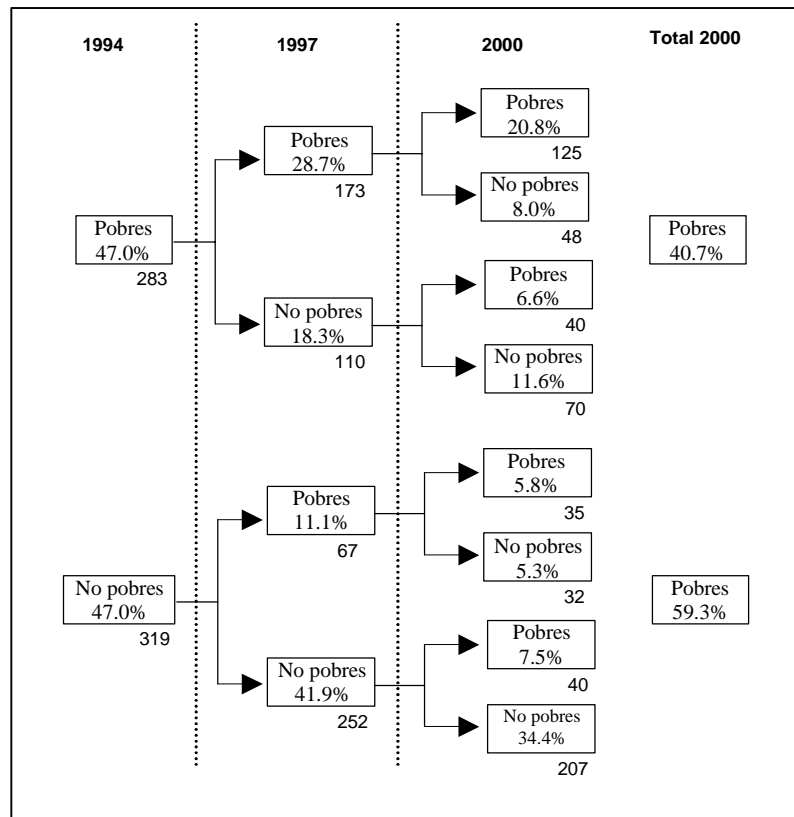 1994
1997
2000
Total 2000
Pobres
47.0%
283
Pobres
28.7%
173
No pobres
18.3%
110
Pobres
20.8%
125
No pobres
8.0%
48
Pobres
6.6%
40
No pobres
11.6%
70
Pobres
40.7%
No pobres
47.0%
319
Pobres
11.1%
67
No pobres
41.9%
252
Pobres
5.8%
35
No pobres
5.3%
32
Pobres
7.5%
40
No pobres
34.4%
207
Pobres
59.3%